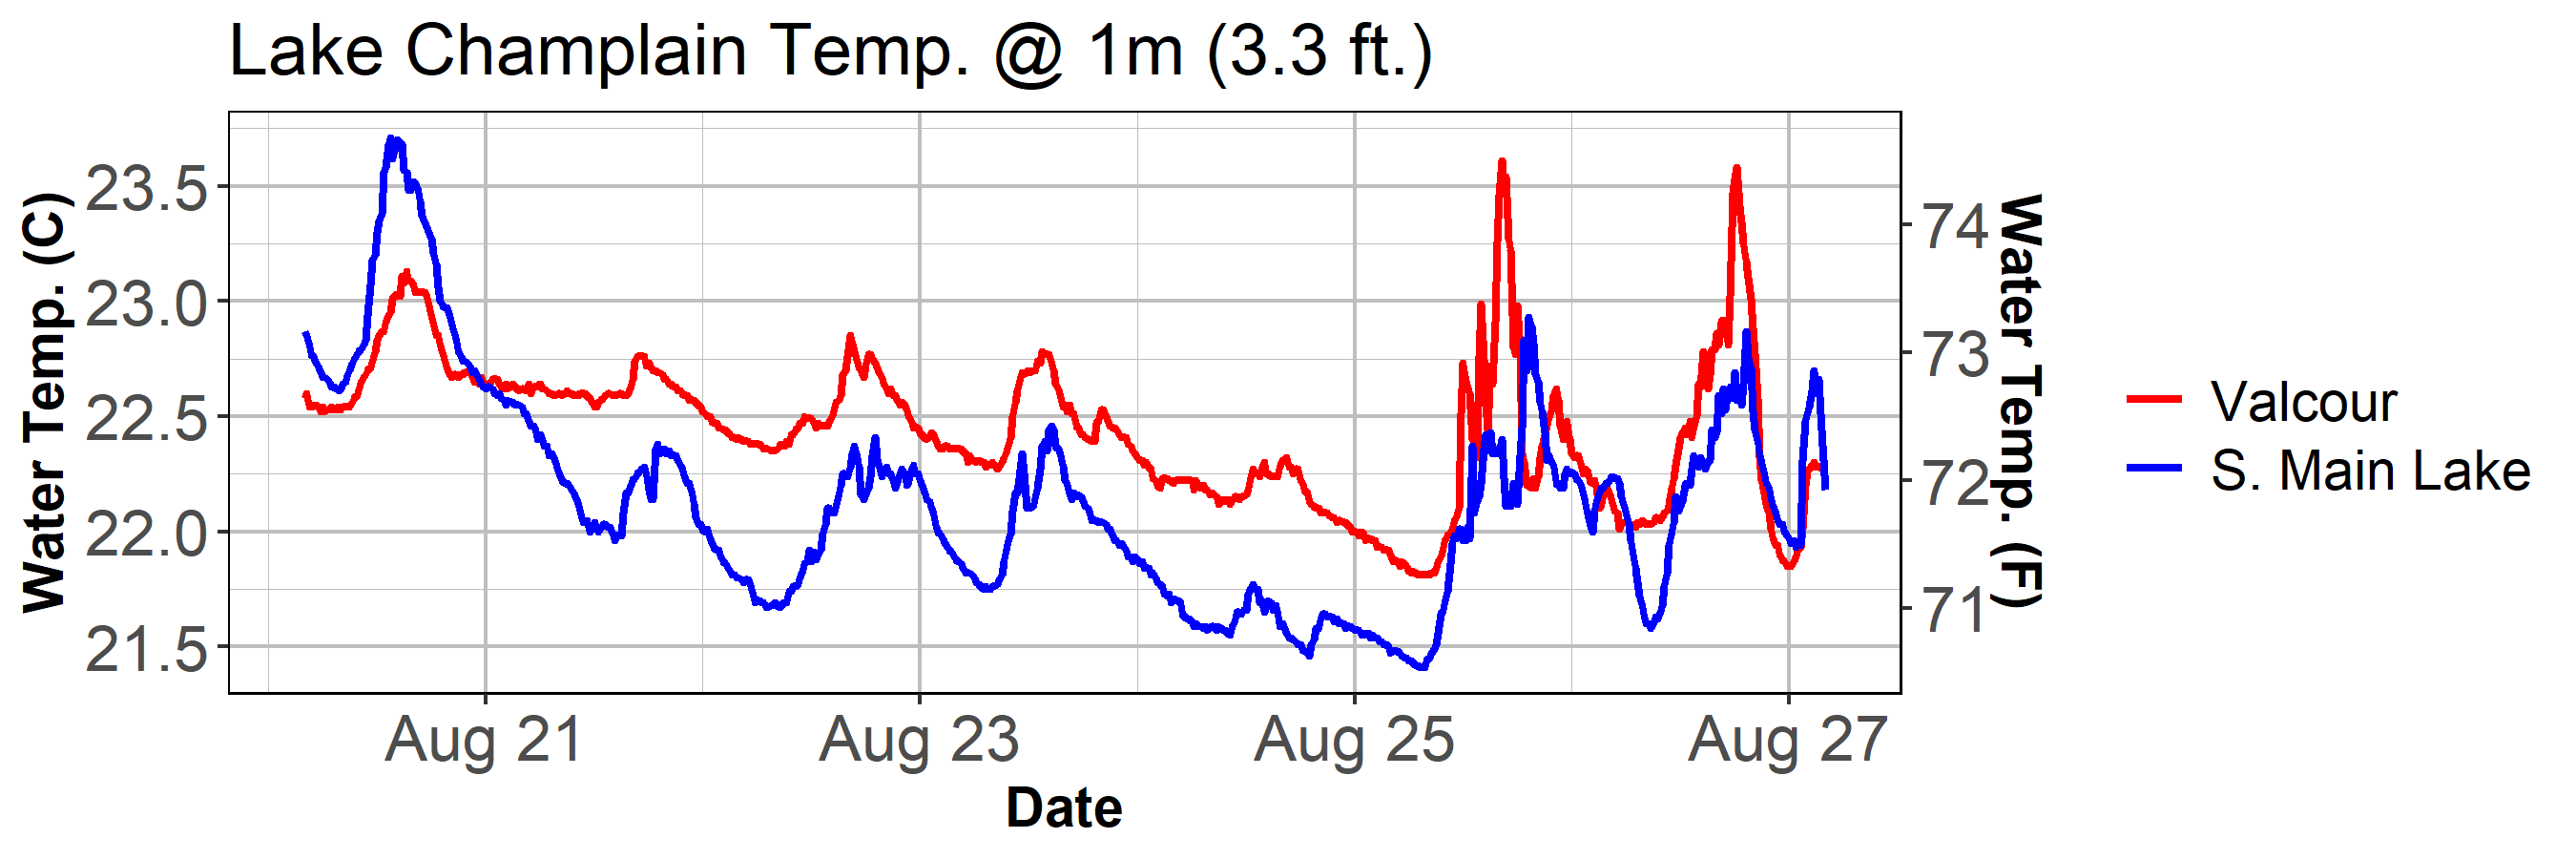 Lake Champlain Temp. @ 1m (3.3 ft.)
Water Temp. (C)
23.5
23.0
22.5
22.0
21.5
74
73
72
71
Water Temp. (F)
Aug 21
Aug 23
Aug 25
Aug 27
Date
Valcour
S. Main Lake